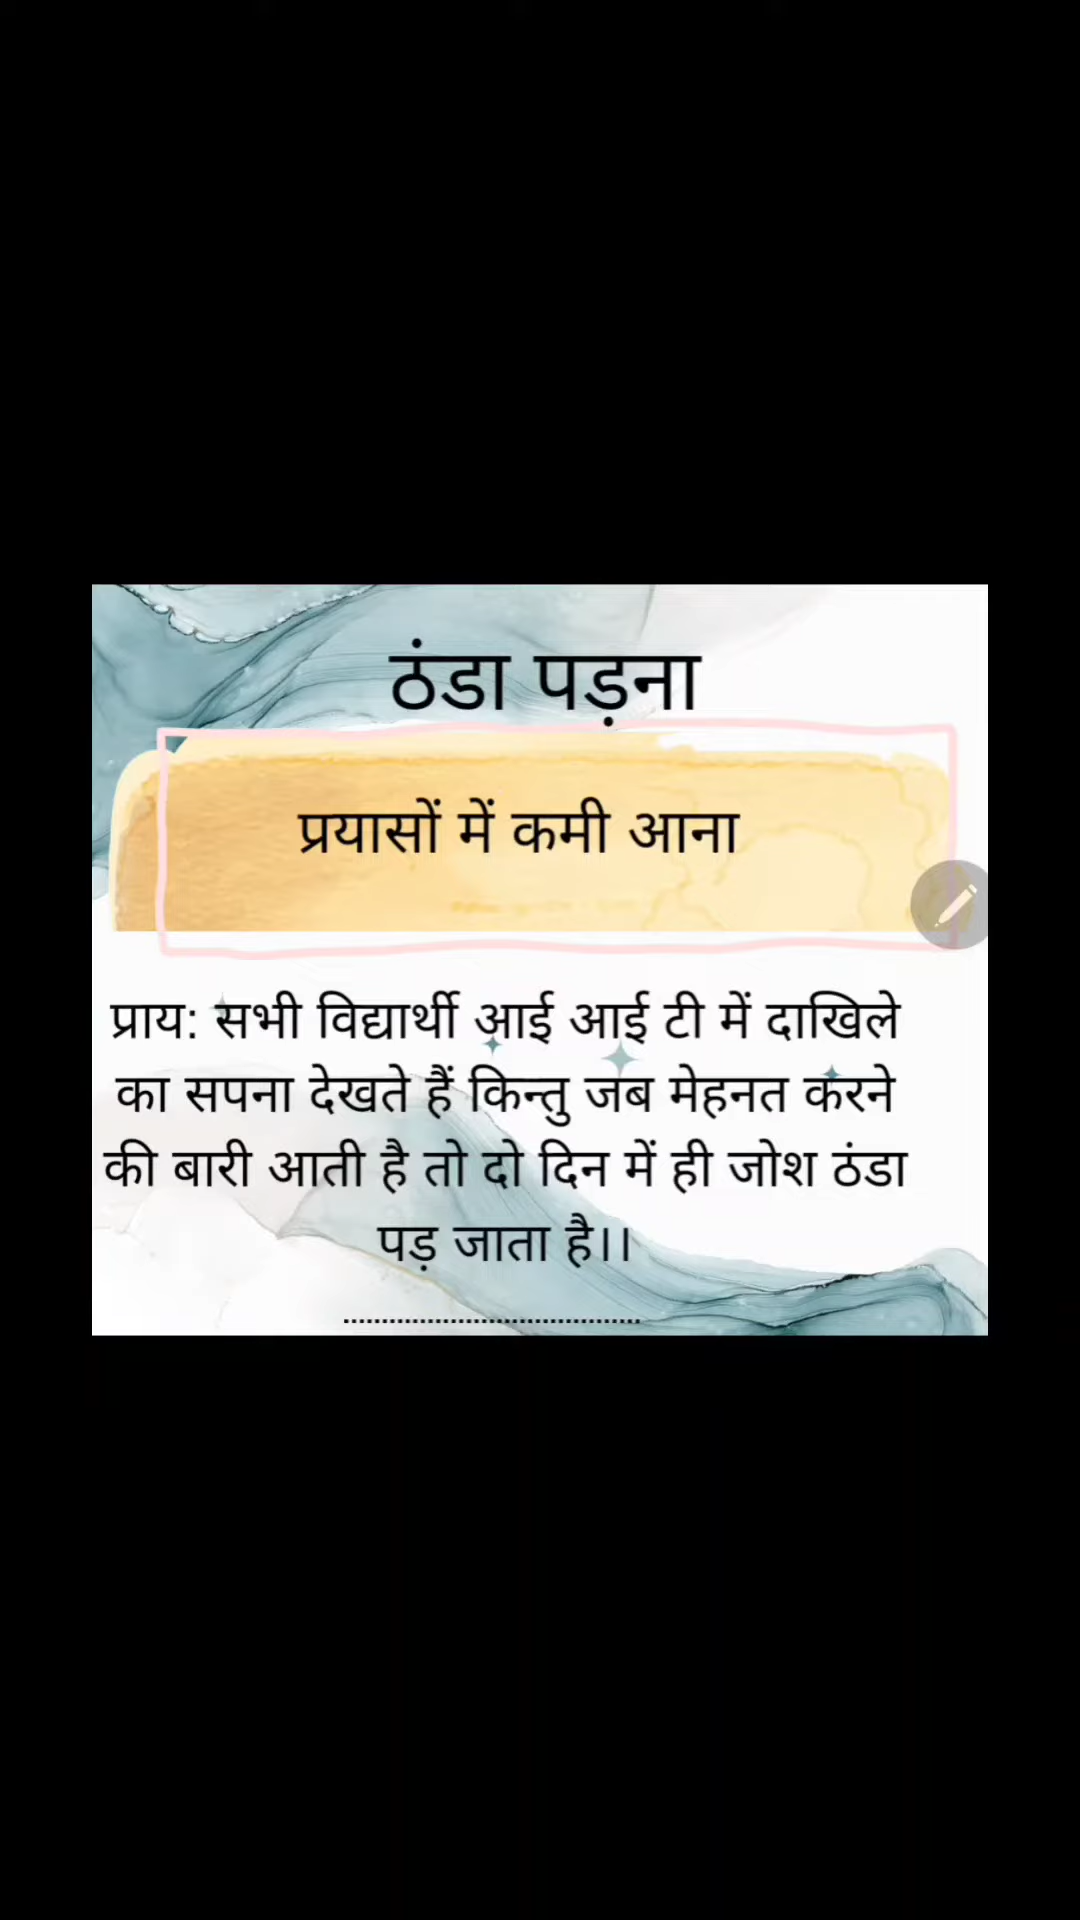 ठंडा पड़ना
प्रयासों में कमी आना
प्राय: सभी विद्यार्थी आई आई टी में दाखिले
का सपना देखते हैं किन्तु जब मेहनत करने
की बारी आती है तो दो दिन में ही जोश ठंडा
पड़ जाता है।।